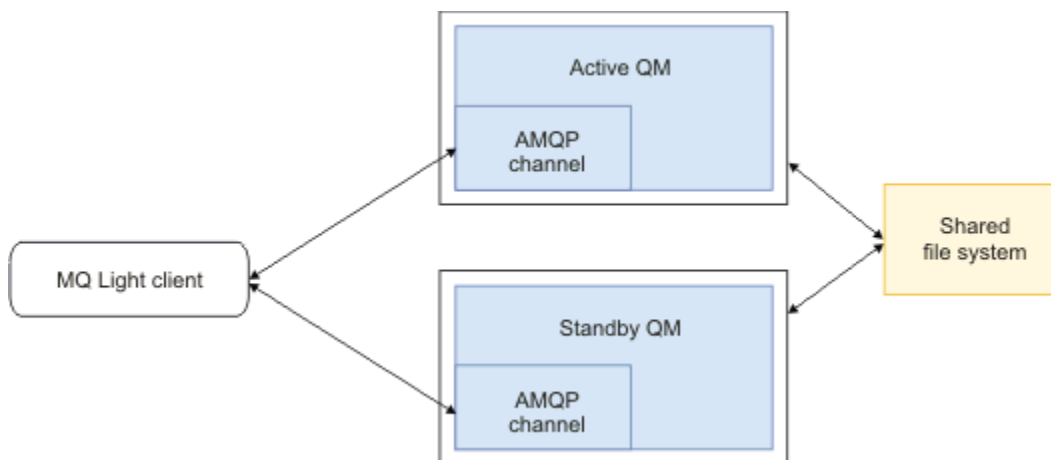 Active QM
AMQP
channel
MQ Light client
Shared
file system
Standby QM
AMQP
channel